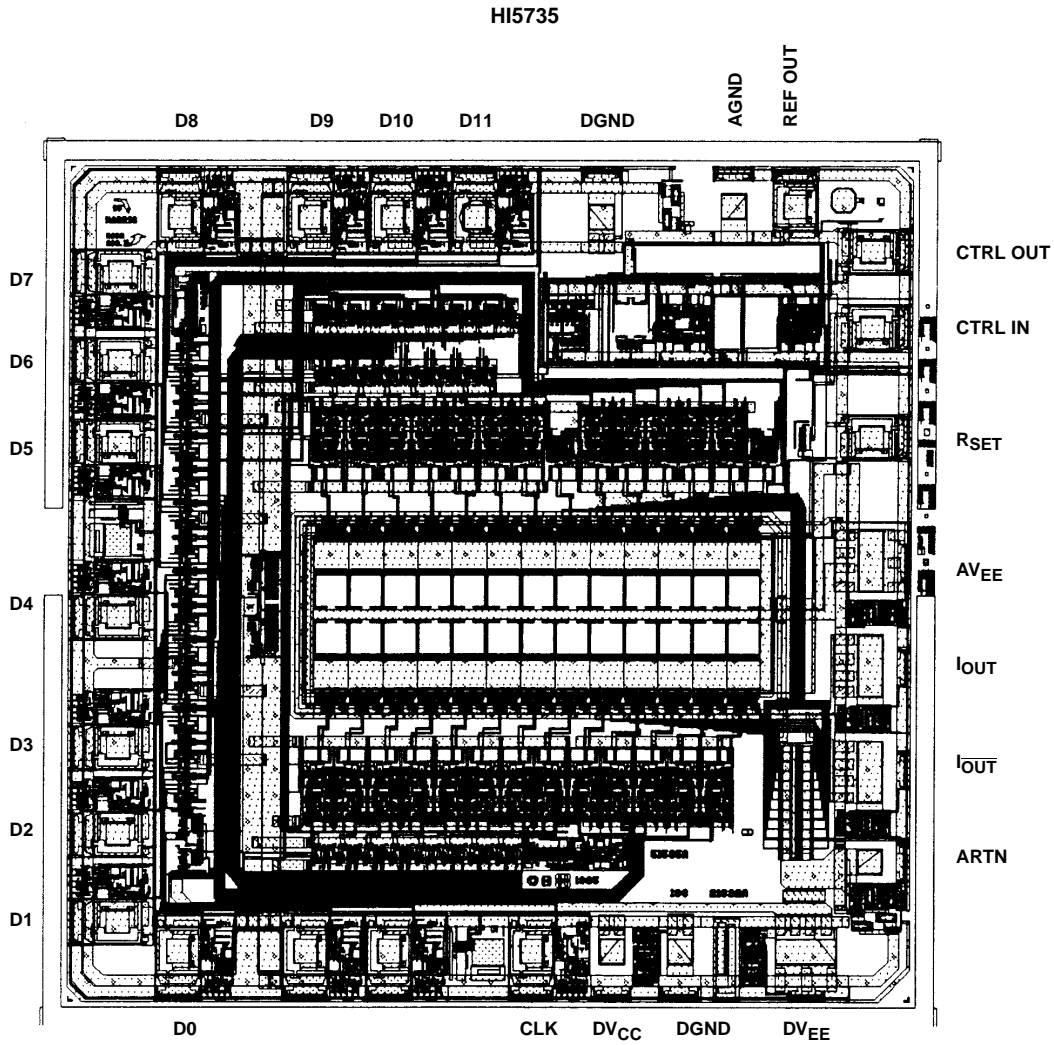 HI5735
D8
D9
D10
D11
DGND
AGND
REF OUT
D7
CTRL OUT
CTRL IN
D6
D5
RSET
AVEE
D4
IOUT
D3
I͞O͞U͞T
D2
ARTN
D1
D0
CLK
DVCC
DGND
DVEE